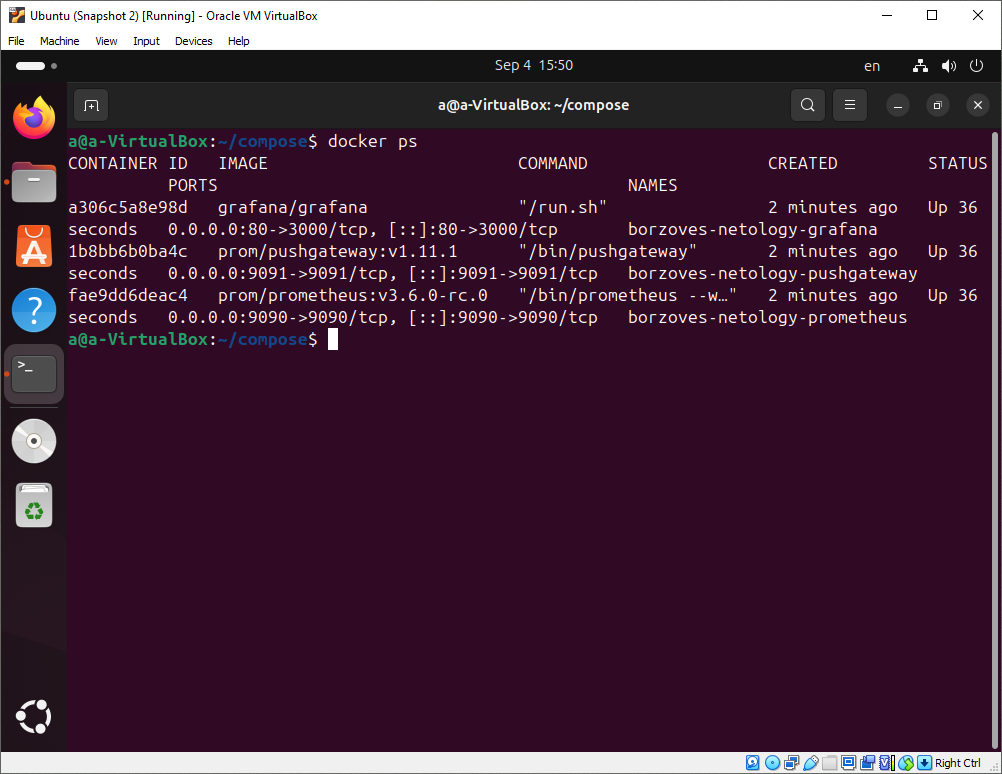 Ubuntu (Snapshot 2) [Running] - Oracle VM VirtualBox
File Machine View Input Devices Help
Sep 4 15:50
en
a@a-VirtualBox: ~/compose
a@a-VirtualBox:~/compose$ docker ps
CONTAINER ID   IMAGE                         COMMAND                  CREATED         STATUS
          PORTS                                         NAMES
a306c5a8e98d   grafana/grafana               "/run.sh"                2 minutes ago   Up 36
seconds   0.0.0.0:80->3000/tcp, [::]:80->3000/tcp       borzoves-netology-grafana
1b8bb6b0ba4c   prom/pushgateway:v1.11.1      "/bin/pushgateway"       2 minutes ago   Up 36
seconds   0.0.0.0:9091->9091/tcp, [::]:9091->9091/tcp   borzoves-netology-pushgateway
fae9dd6deac4   prom/prometheus:v3.6.0-rc.0   "/bin/prometheus --w…"   2 minutes ago   Up 36
seconds   0.0.0.0:9090->9090/tcp, [::]:9090->9090/tcp   borzoves-netology-prometheus
a@a-VirtualBox:~/compose$
Right Ctrl